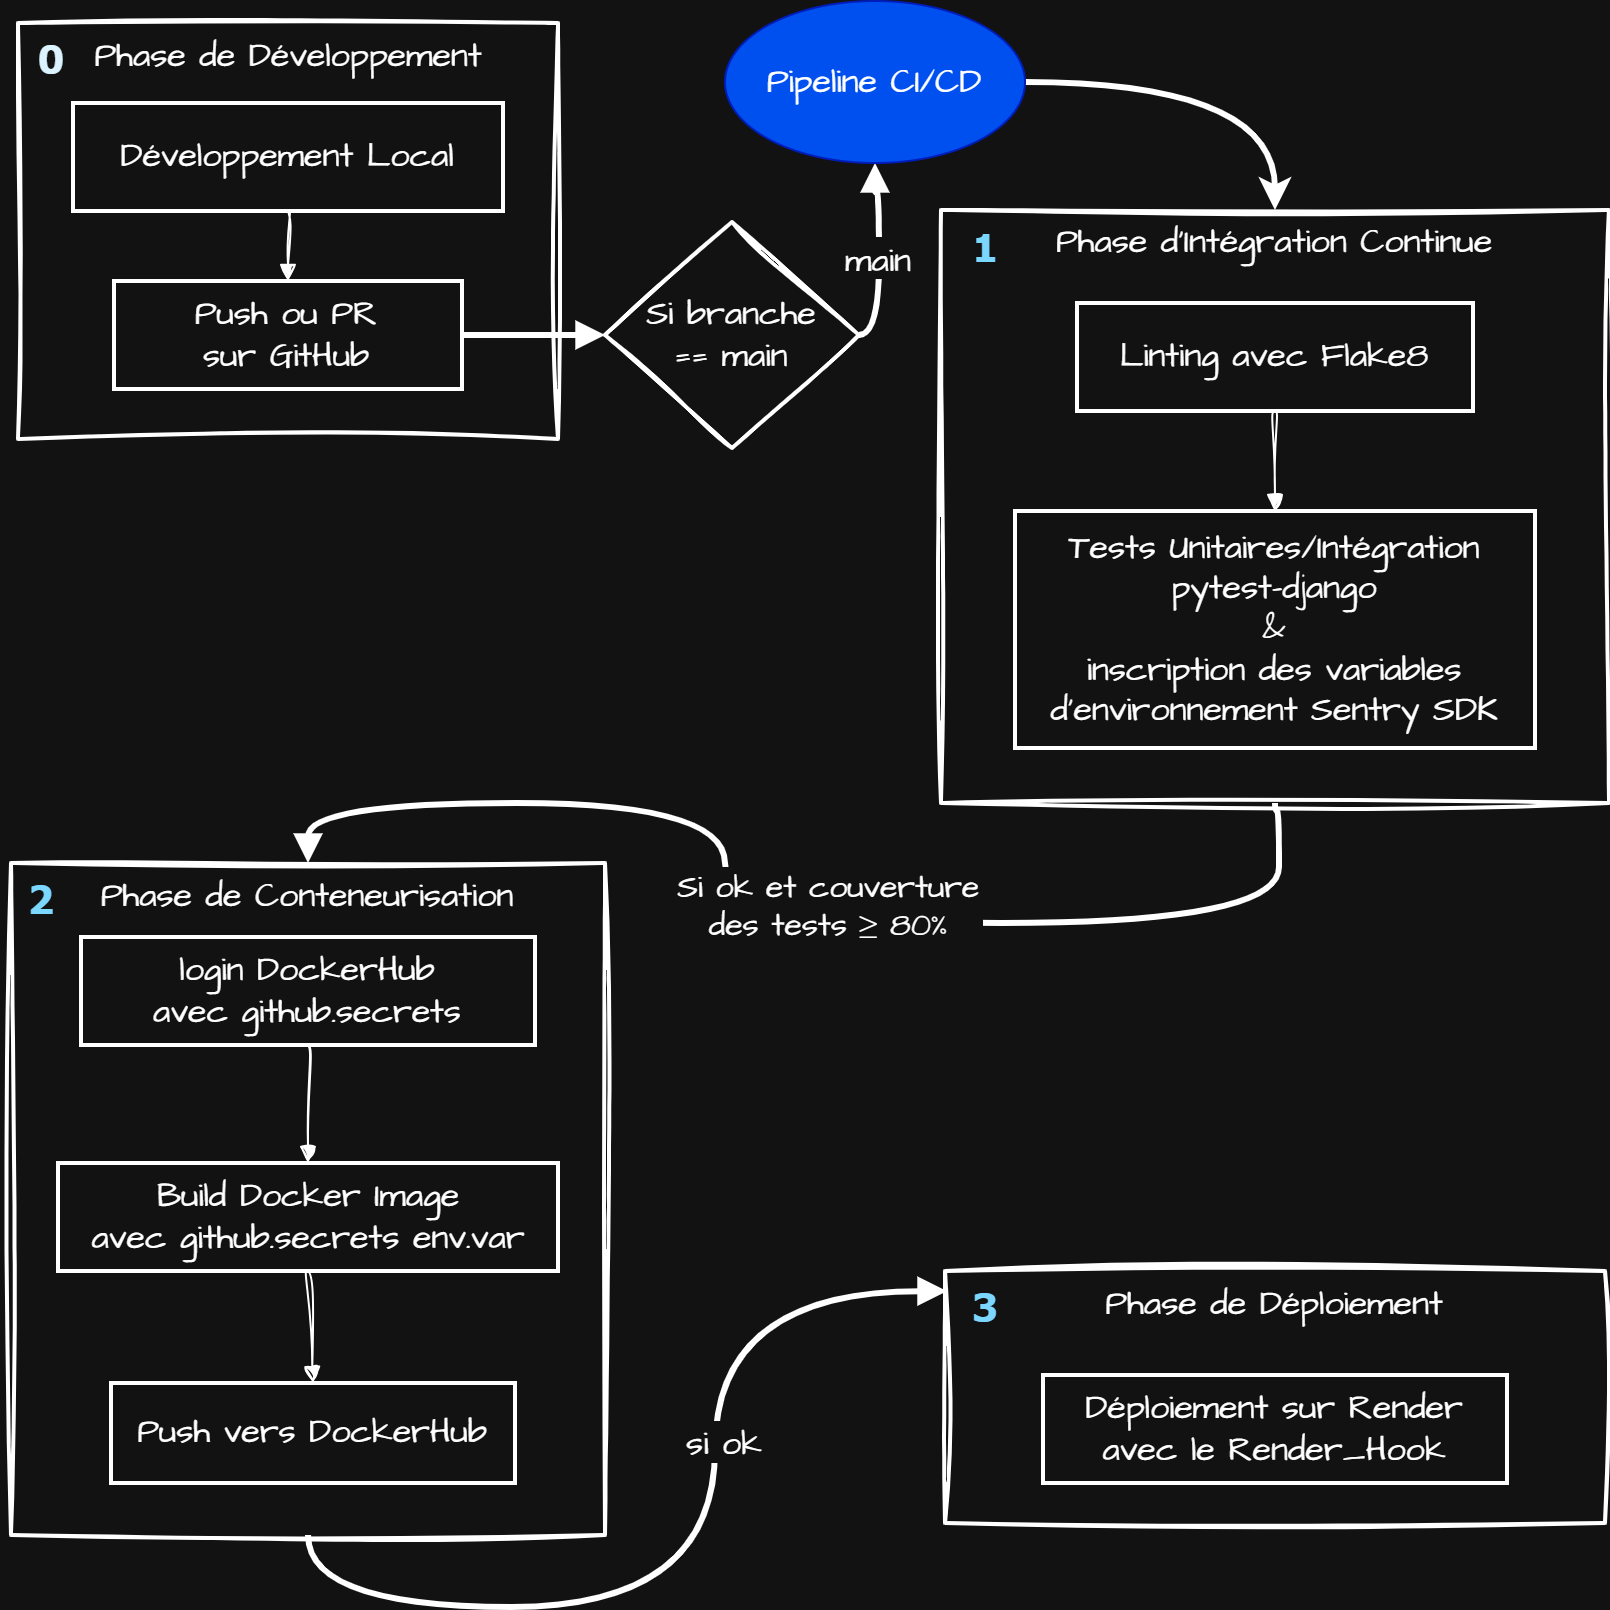 0
Phase de Développement
Développement Local
Push ou PR
sur GitHub
Si branche
== main
main
Pipeline CI/CD
1
Phase d'Intégration Continue
Linting avec Flake8
Tests Unitaires/Intégration
pytest-django
&
inscription des variables
d'environnement Sentry SDK
Si ok et couverture
des tests ≥ 80%
2
Phase de Conteneurisation
login DockerHub
avec github.secrets
Build Docker Image
avec github.secrets env.var
Push vers DockerHub
si ok
3
Phase de Déploiement
Déploiement sur Render
avec le Render_Hook